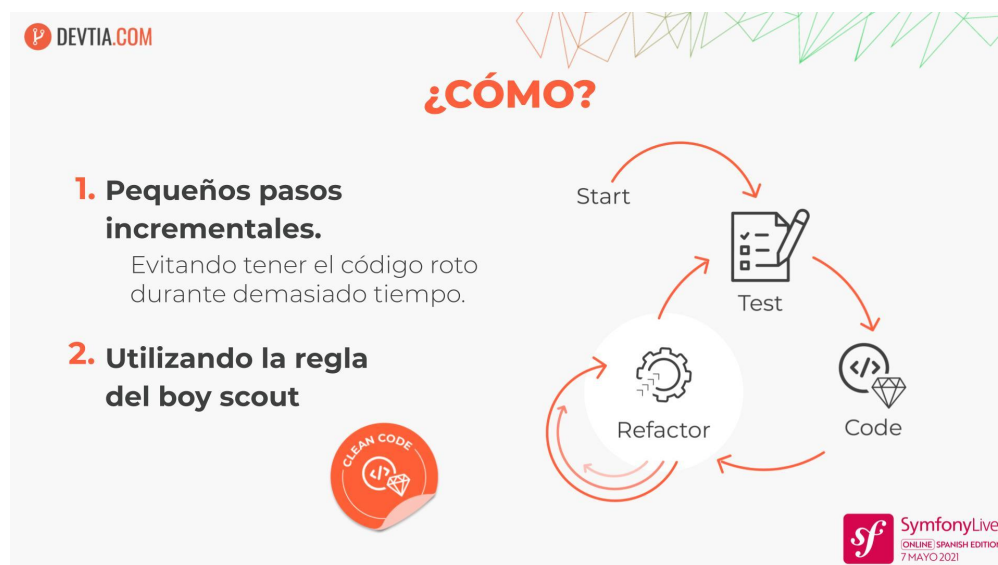 DEVTIA.COM
¿CÓMO?
1. Pequeños pasos
incrementales.
Evitando tener el código roto
durante demasiado tiempo.
2. Utilizando la regla
del boy scout
CLEAN CODE
</>
Start
Test
</>
Code
Refactor
sf
SymfonyLive
ONLINE SPANISH EDITION
7 MAYO 2021